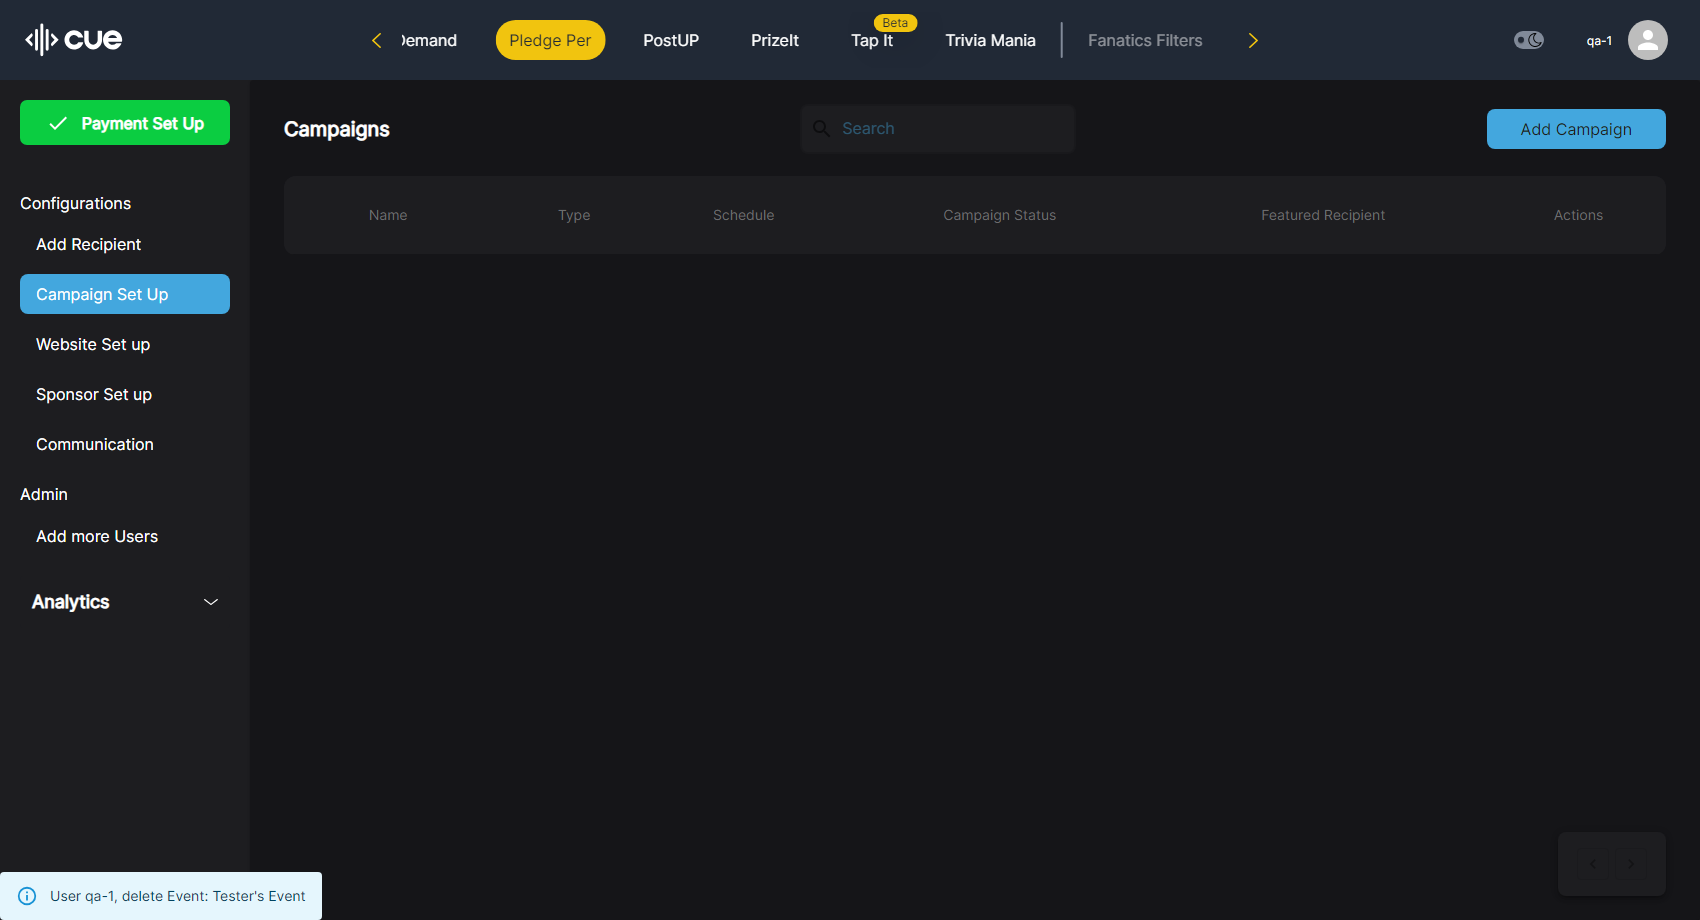 cue
Demand
Pledge Per
PostUP
PrizeIt
Tap It
Beta
Trivia Mania
Fanatics Filters
qa-1
Payment Set Up
Configurations
Add Recipient
Campaign Set Up
Website Set up
Sponsor Set up
Communication
Admin
Add more Users
Analytics
Campaigns
Search
Add Campaign
Name
Type
Schedule
Campaign Status
Featured Recipient
Actions
User qa-1, delete Event: Tester's Event